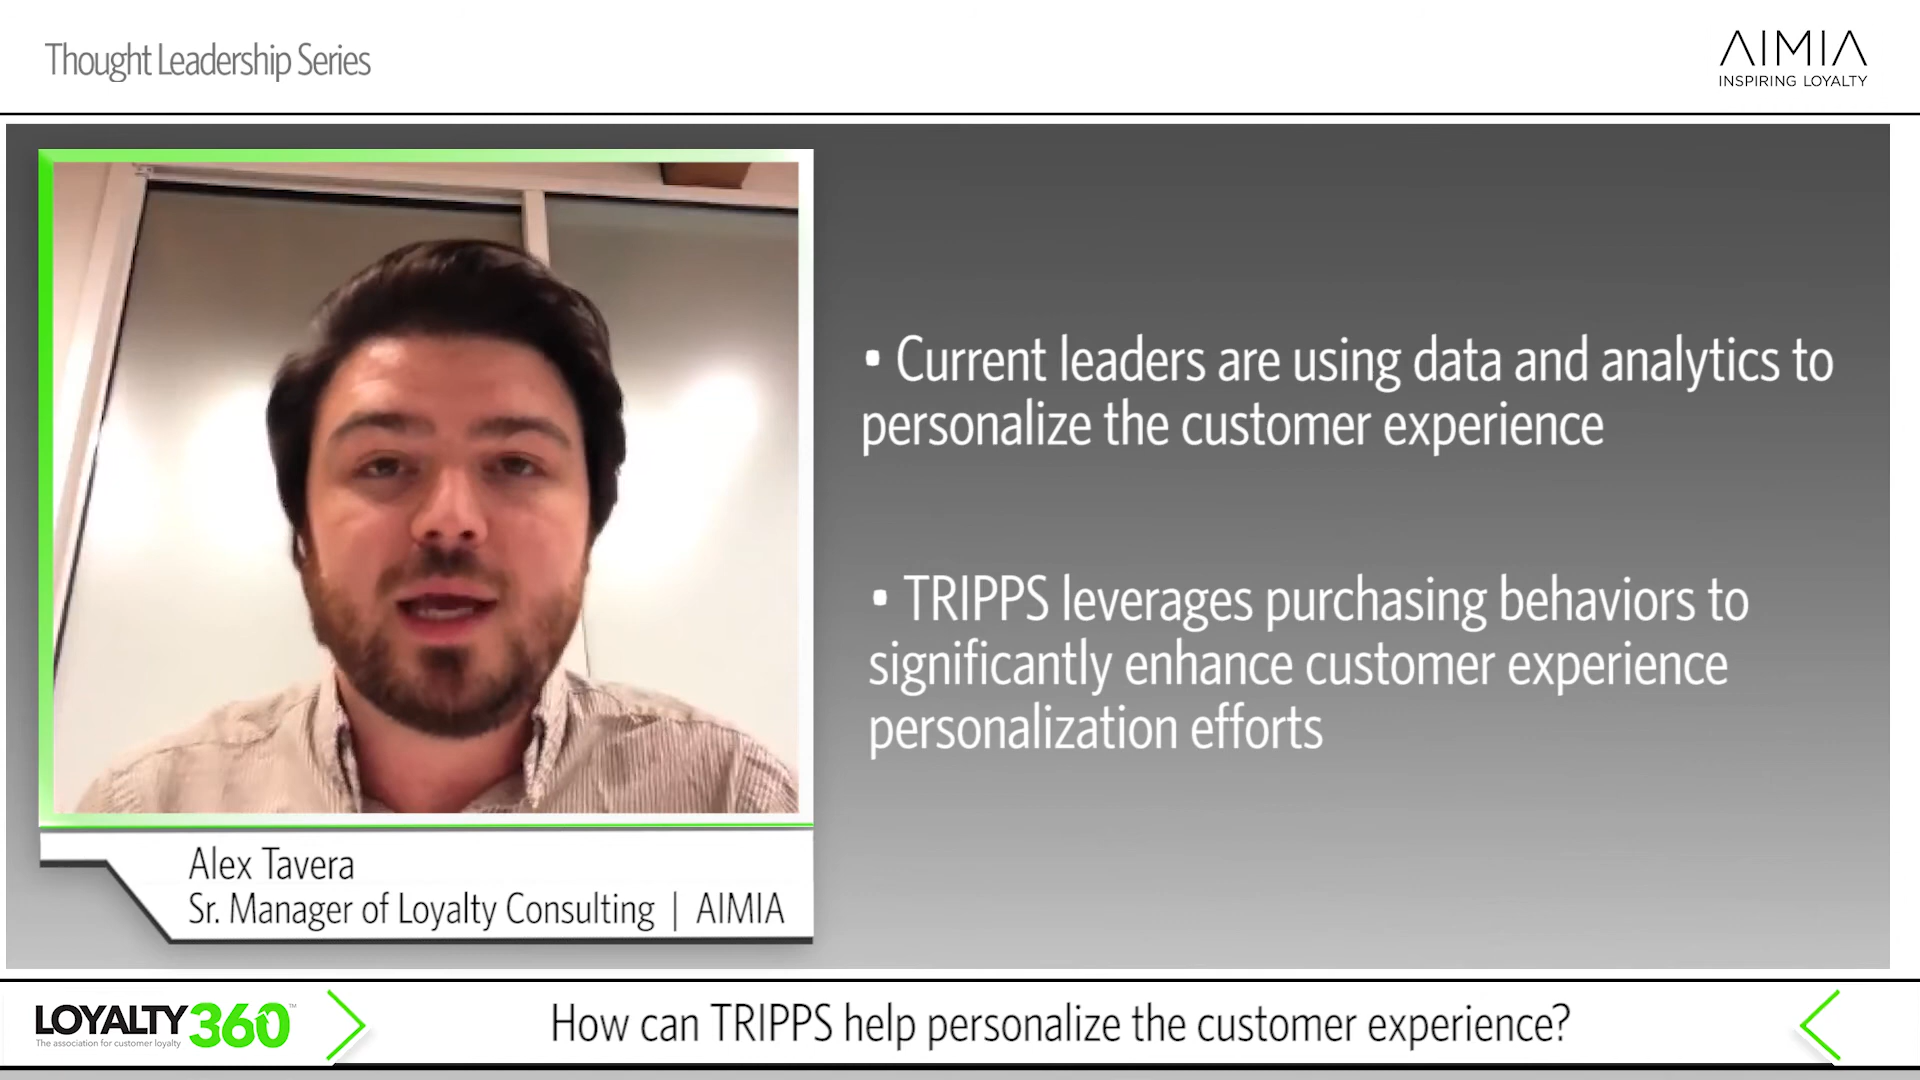 Thought Leadership Series
AIMIA
INSPIRING LOYALTY
• Current leaders are using data and analytics to
personalize the customer experience
• TRIPPS leverages purchasing behaviors to
significantly enhance customer experience
personalization efforts
Alex Tavera
Sr. Manager of Loyalty Consulting | AIMIA
LOYALTY360™
The association for customer loyalty
How can TRIPPS help personalize the customer experience?